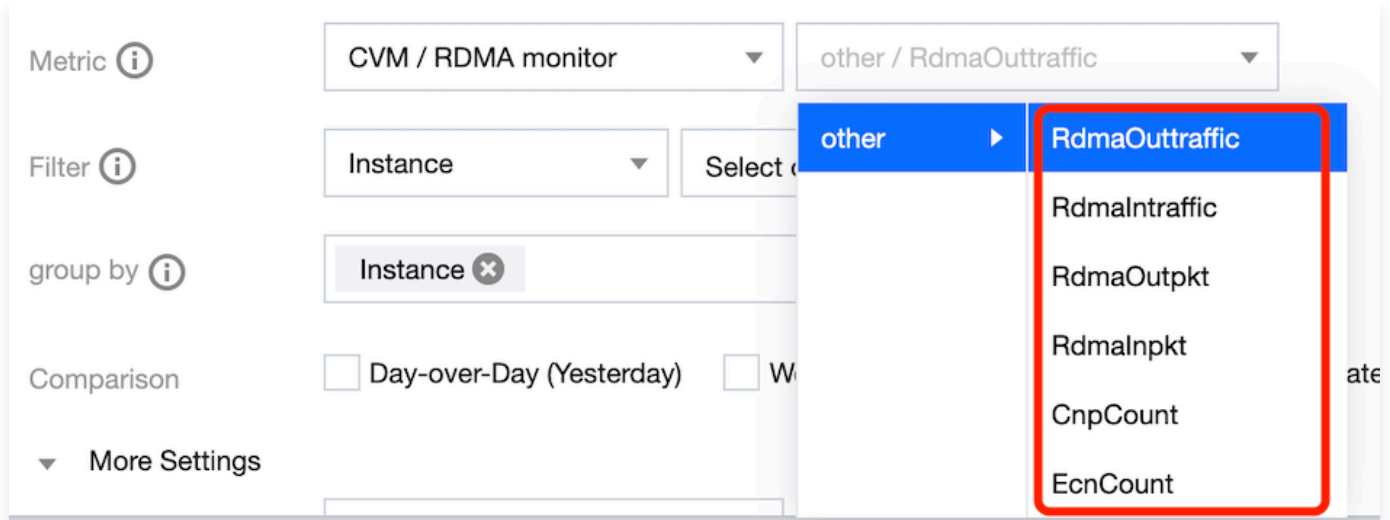 Metric CVM / RDMA monitor other / RdmaOuttraffic
other RdmaOuttraffic
Filter Instance Select
RdmaIntraffic
group by Instance
RdmaOutpkt
RdmaInpkt
Comparison Day-over-Day (Yesterday)
CnpCount
More Settings
EcnCount